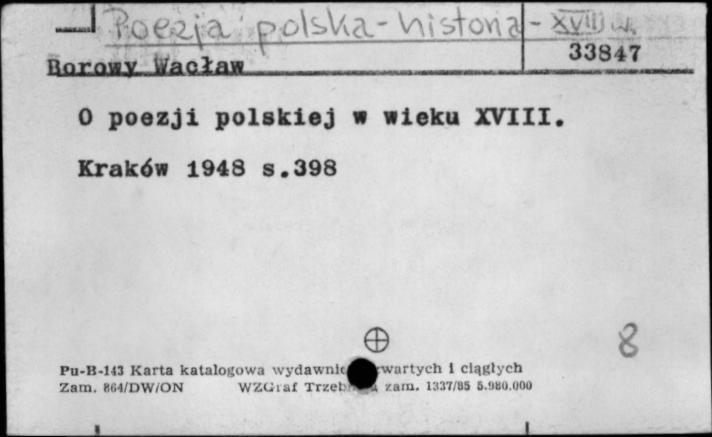 Poezja polska - historia - XVIII w.
33847
Borowy Wacław
O poezji polskiej w wieku XVIII.
Kraków 1948 s.398
8
Pu-B-143 Karta katalogowa wydawnic wartych i ciągłych
Zam. 864/DW/ON WZGraf Trzeb zam. 1337/85 5.980.000